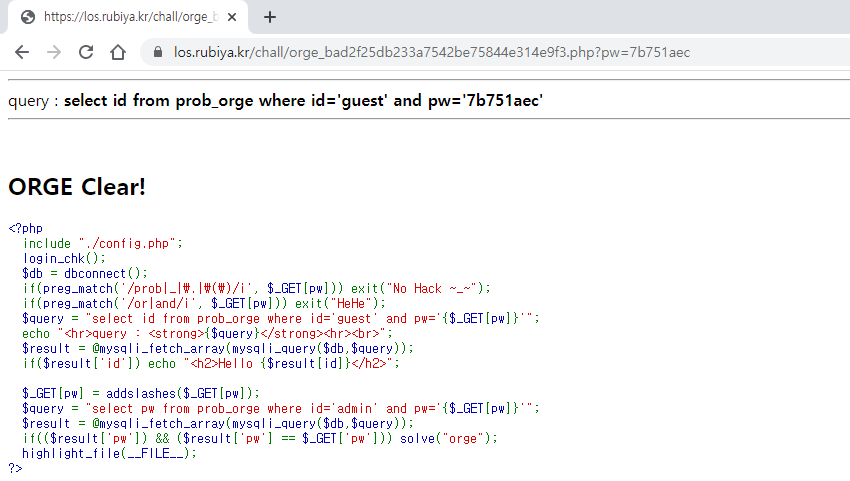 https://los.rubiya.kr/chall/orge_b
los.rubiya.kr/chall/orge_bad2f25db233a7542be75844e314e9f3.php?pw=7b751aec
query : select id from prob_orge where id='guest' and pw='7b751aec'
ORGE Clear!
<?php
include "./config.php";
login_chk();
$db = dbconnect();
if(preg_match('/prob|_|₩.|₩(₩)/i', $_GET[pw])) exit("No Hack ~_~");
if(preg_match('/or|and/i', $_GET[pw])) exit("HeHe");
$query = "select id from prob_orge where id='guest' and pw='{$_GET[pw]}'";
echo "<hr>query : <strong>{$query}</strong><hr><br>";
$result = @mysqli_fetch_array(mysqli_query($db,$query));
if($result['id']) echo "<h2>Hello {$result[id]}</h2>";
$_GET[pw] = addslashes($_GET[pw]);
$query = "select pw from prob_orge where id='admin' and pw='{$_GET[pw]}'";
$result = @mysqli_fetch_array(mysqli_query($db,$query));
if(($result['pw']) && ($result['pw'] == $_GET['pw'])) solve("orge");
highlight_file(__FILE__);
?>